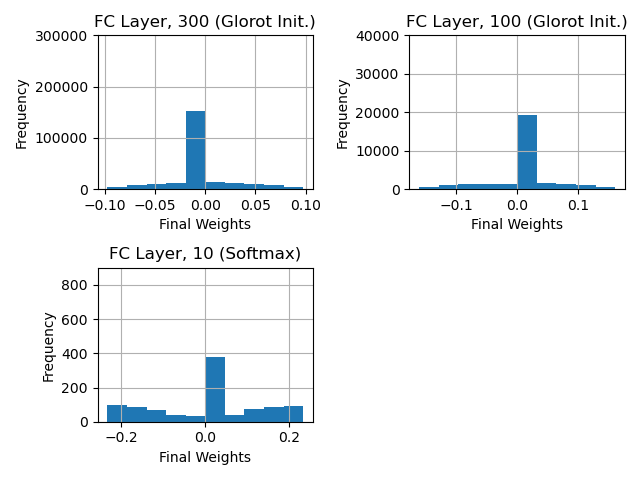 FC Layer, 300 (Glorot Init.)
300000
200000
100000
0
Frequency
−0.10 −0.05 0.00 0.05 0.10
Final Weights
FC Layer, 100 (Glorot Init.)
40000
30000
20000
10000
0
Frequency
−0.1 0.0 0.1
Final Weights
FC Layer, 10 (Softmax)
800
600
400
200
0
Frequency
−0.2 0.0 0.2
Final Weights